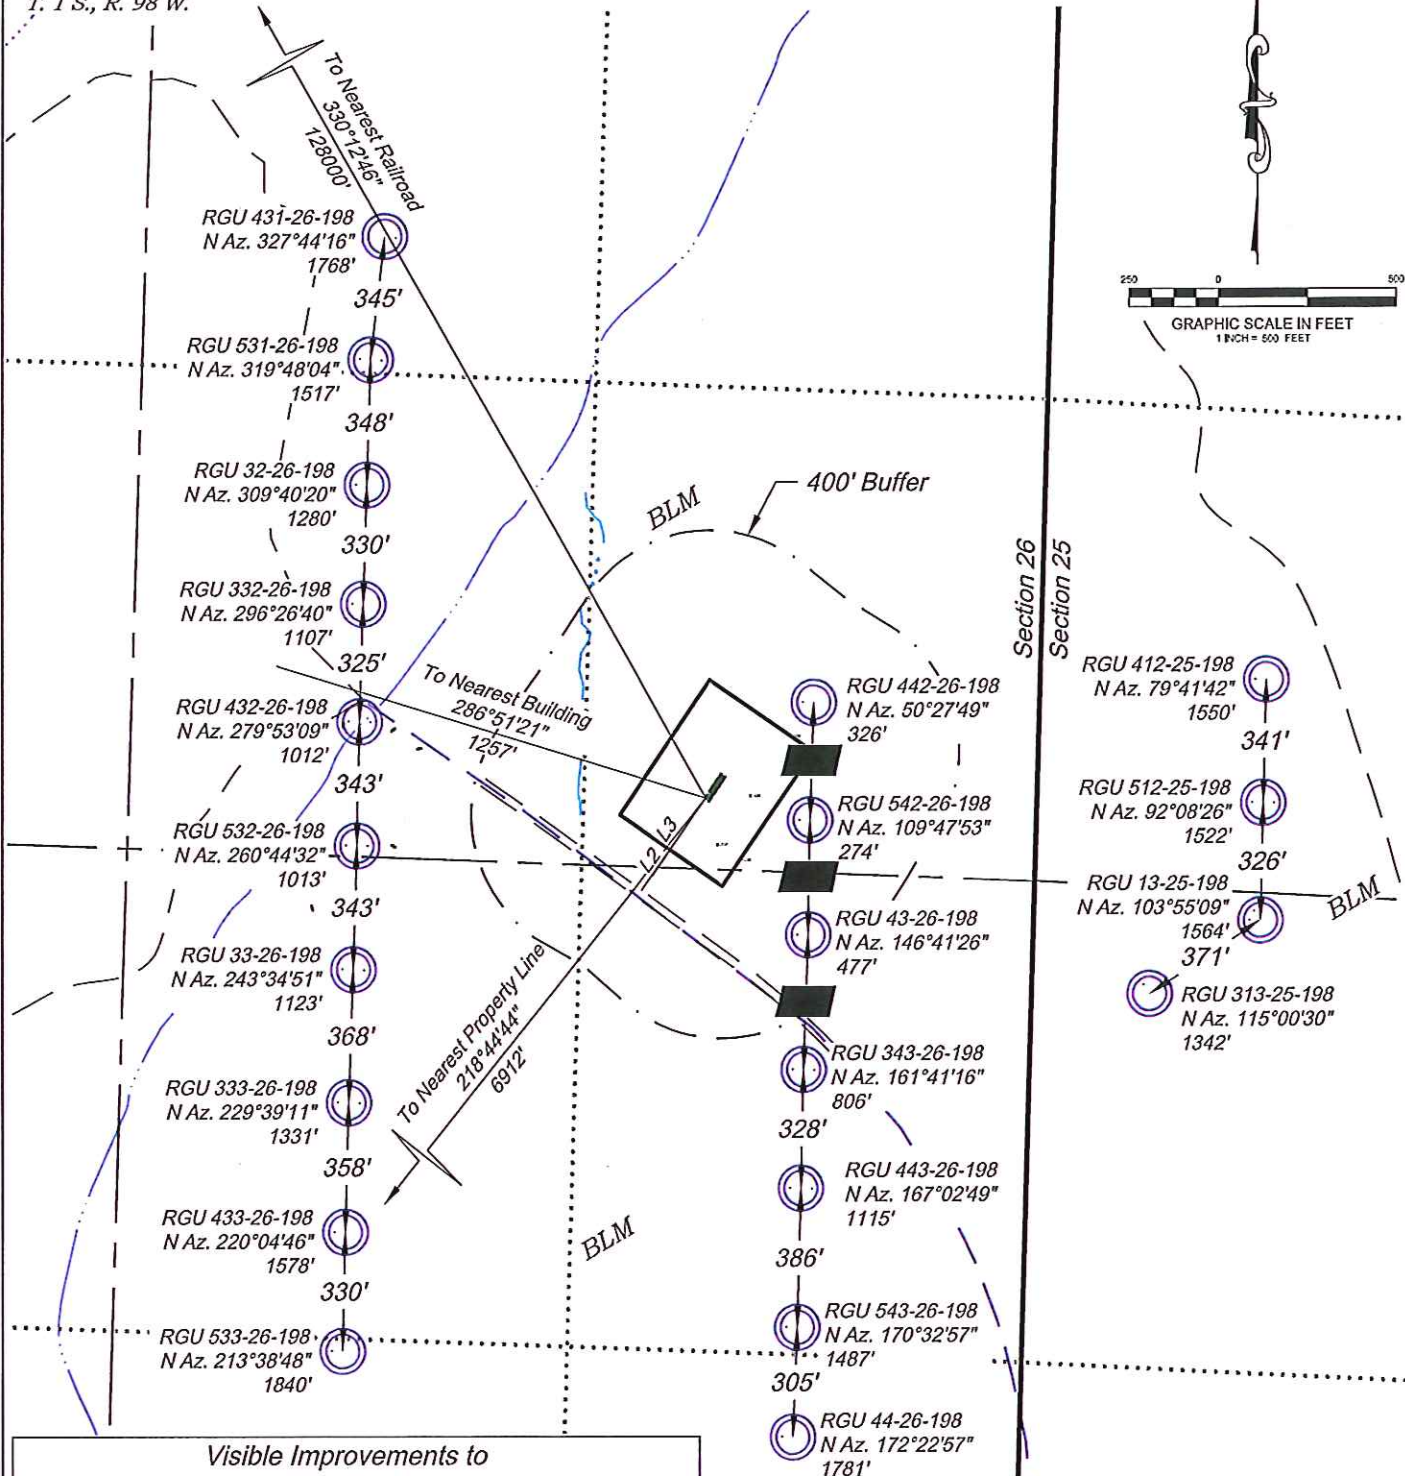 T. 1 S., R. 98 W.
To Nearest Railroad
330°12'46"
128000'
250 0 500
GRAPHIC SCALE IN FEET
1 INCH = 500 FEET
RGU 431-26-198
N Az. 327°44'16"
1768'
345'
RGU 531-26-198
N Az. 319°48'04"
1517'
348'
RGU 32-26-198
N Az. 309°40'20"
1280'
330'
RGU 332-26-198
N Az. 296°26'40"
1107'
325'
RGU 432-26-198
N Az. 279°53'09"
1012'
343'
RGU 532-26-198
N Az. 260°44'32"
1013'
343'
RGU 33-26-198
N Az. 243°34'51"
1123'
368'
RGU 333-26-198
N Az. 229°39'11"
1331'
358'
RGU 433-26-198
N Az. 220°04'46"
1578'
330'
RGU 533-26-198
N Az. 213°38'48"
1840'
BLM
400' Buffer
To Nearest Building
286°51'21"
1257'
L2 L3
To Nearest Property Line
218°44'44"
6912'
BLM
RGU 442-26-198
N Az. 50°27'49"
326'
RGU 542-26-198
N Az. 109°47'53"
274'
RGU 43-26-198
N Az. 146°41'26"
477'
RGU 343-26-198
N Az. 161°41'16"
806'
328'
RGU 443-26-198
N Az. 167°02'49"
1115'
386'
RGU 543-26-198
N Az. 170°32'57"
1487'
305'
RGU 44-26-198
N Az. 172°22'57"
1781'
Section 26
Section 25
RGU 412-25-198
N Az. 79°41'42"
1550'
341'
RGU 512-25-198
N Az. 92°08'26"
1522'
326'
RGU 13-25-198
N Az. 103°55'09"
1564'
371'
RGU 313-25-198
N Az. 115°00'30"
1342'
BLM
Visible Improvements to